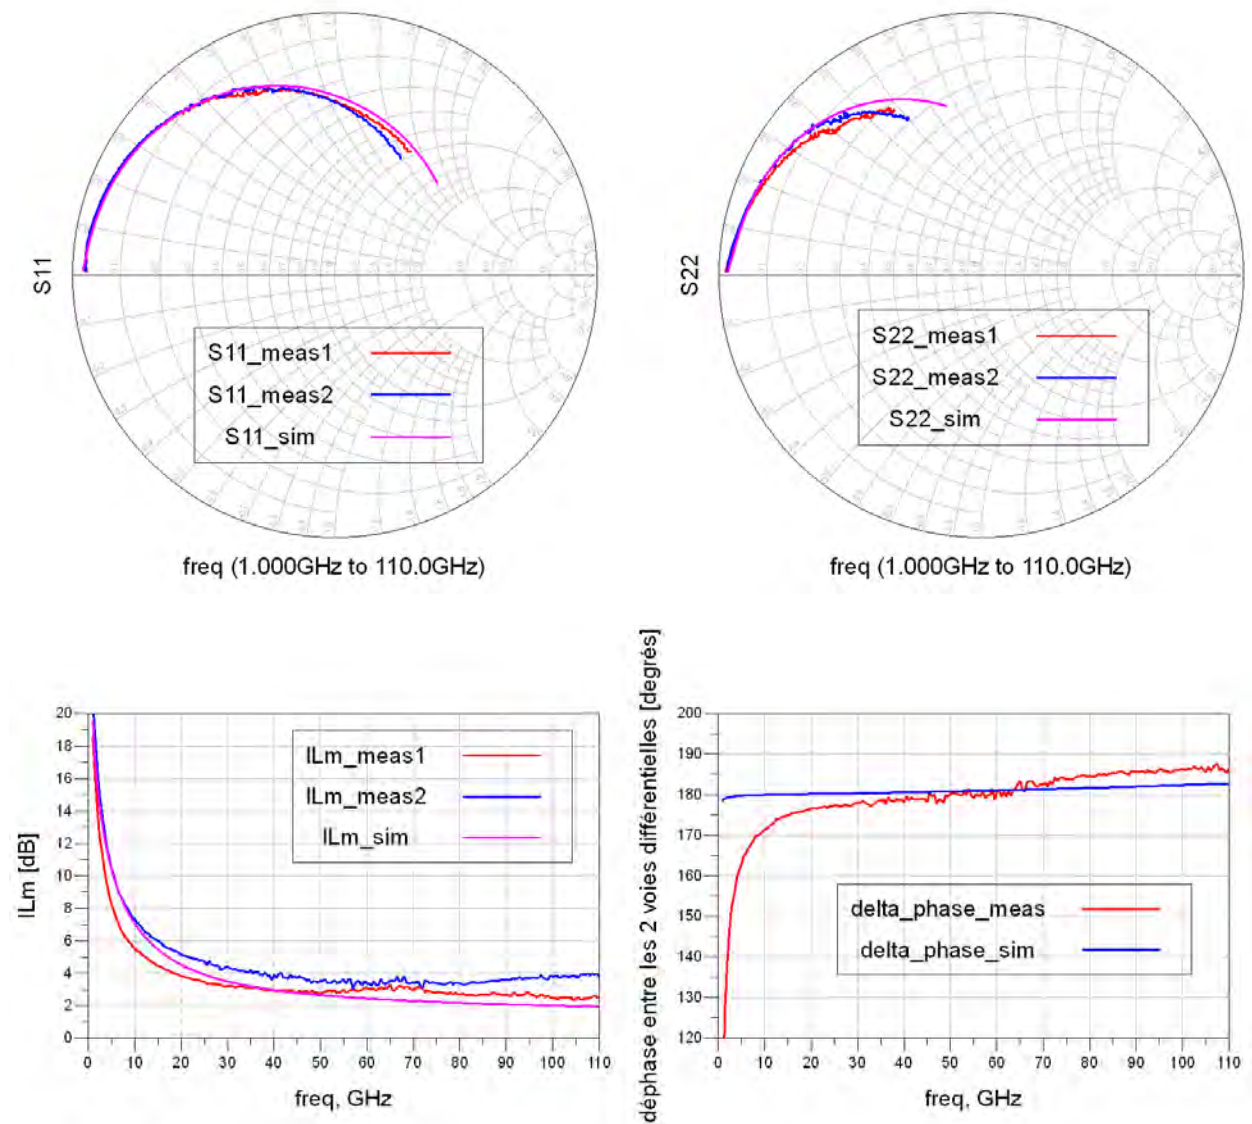 S11
S11_meas1
S11_meas2
S11_sim
freq (1.000GHz to 110.0GHz)
S22
S22_meas1
S22_meas2
S22_sim
freq (1.000GHz to 110.0GHz)
ILm [dB]
20
18
16
14
12
10
8
6
4
2
0
ILm_meas1
ILm_meas2
ILm_sim
0 10 20 30 40 50 60 70 80 90 100 110
freq, GHz
déphase entre les 2 voies différentielles [degrés]
200
190
180
170
160
150
140
130
120
delta_phase_meas
delta_phase_sim
0 10 20 30 40 50 60 70 80 90 100 110
freq, GHz